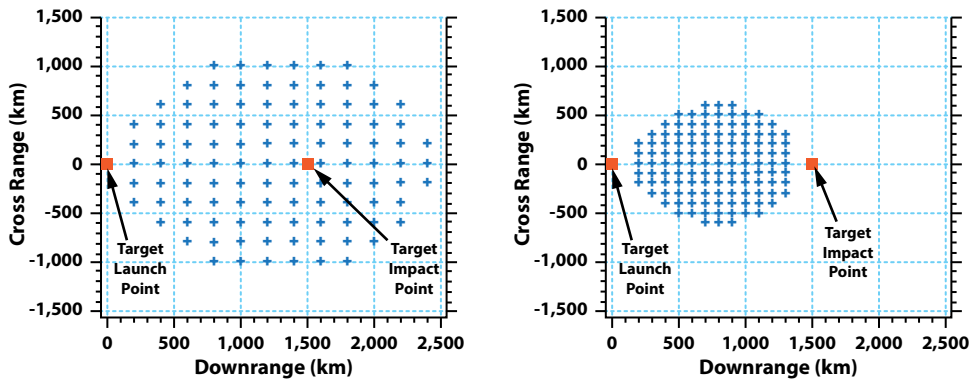 1,500
1,000
500
0
-500
-1,000
-1,500
Cross Range (km)
Target
Launch
Point
Target
Impact
Point
0 500 1,000 1,500 2,000 2,500
Downrange (km)
1,500
1,000
500
0
-500
-1,000
-1,500
Cross Range (km)
Target
Launch
Point
Target
Impact
Point
0 500 1,000 1,500 2,000 2,500
Downrange (km)